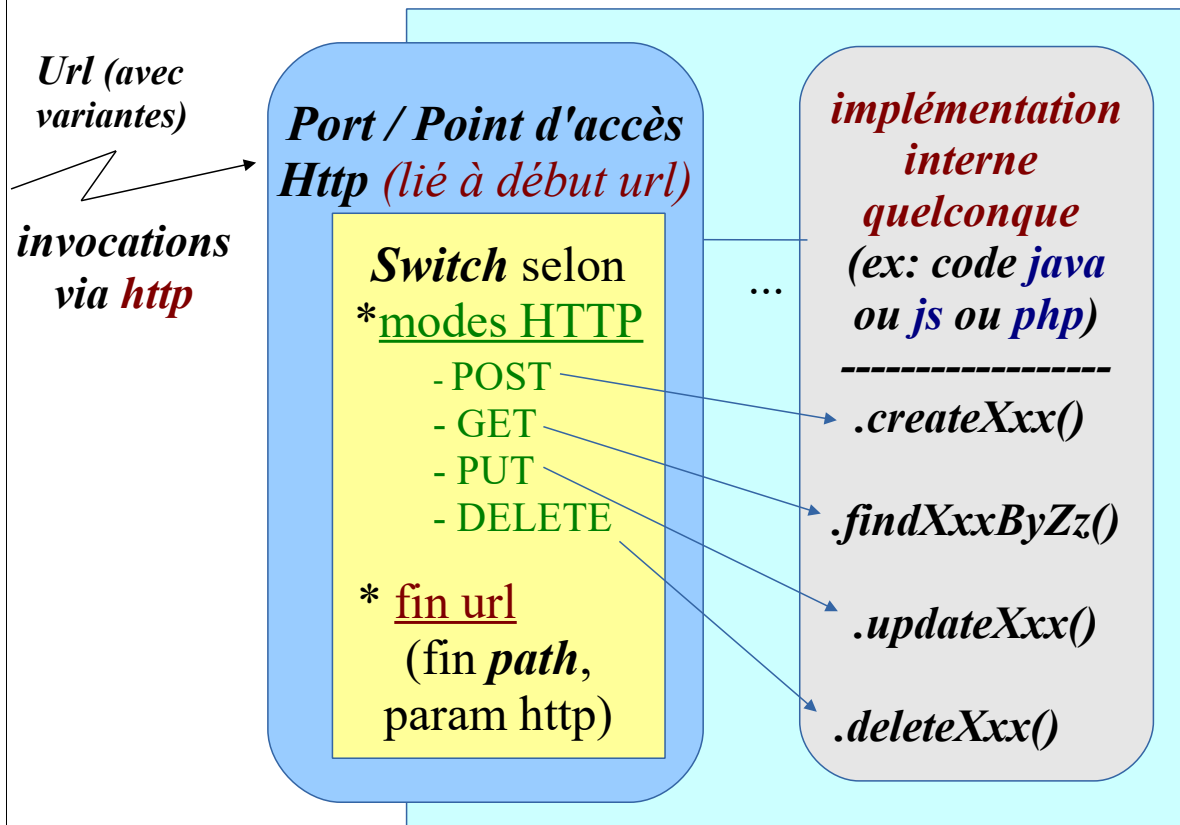 Url (avec
variantes)
invocations
via http
Port / Point d'accès
Http (lié à début url)
Switch selon
*modes HTTP
- POST
- GET
- PUT
- DELETE
* fin url
(fin path,
param http)
...
implémentation
interne
quelconque
(ex: code java
ou js ou php)
------------------
.createXxx()
.findXxxByZz()
.updateXxx()
.deleteXxx()